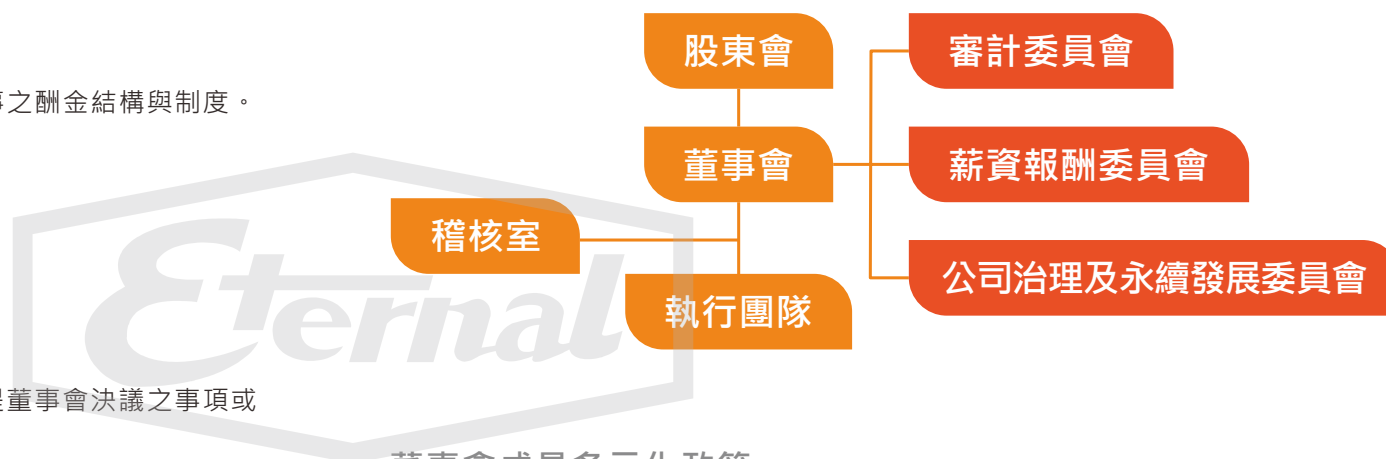 事之酬金結構與制度。
股東會
審計委員會
董事會
薪資報酬委員會
稽核室
公司治理及永續發展委員會
執行團隊
Eternal
董事會決議之事項或